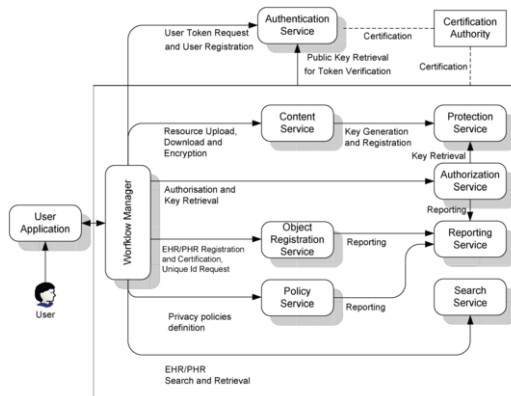 User Token Request
and User Registration
Authentication
Service
Certification
Certification
Authority
Public Key Retrieval
for Token Verification
Certification
Resource Upload,
Download and
Encryption
Content
Service
Key Generation
and Registration
Protection
Service
Key Retrieval
Authorisation and
Key Retrieval
Authorization
Service
Reporting
User
Application
Worfklow Manager
EHR/PHR Registration
and Certification,
Unique Id Request
Object
Registration
Service
Reporting
Reporting
Service
User
Privacy policies
definition
Policy
Service
Reporting
Search
Service
EHR/PHR
Search and Retrieval